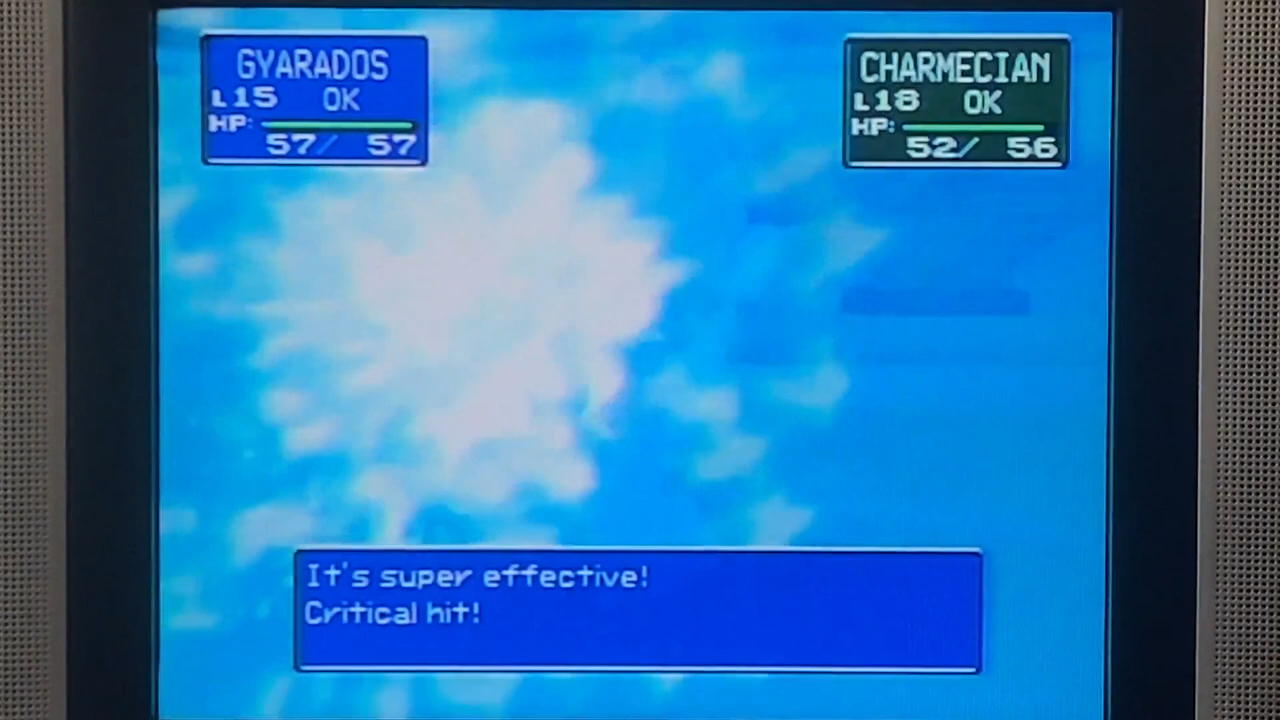 GYARADOS
L15 OK
HP:
57/ 57
CHARMECIAN
L18 OK
HP:
52/ 56
It's super effective!
Critical hit!